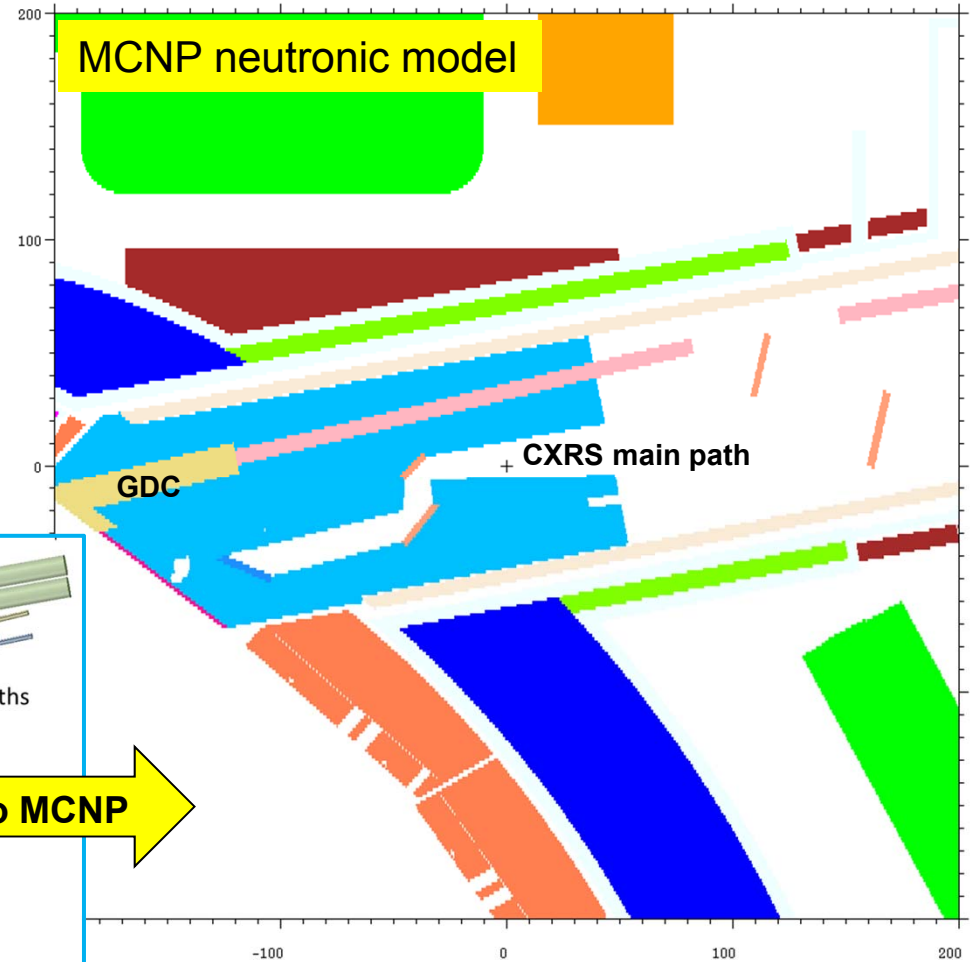 200
MCNP neutronic model
100
CXRS main path
0
GDC
ths
o MCNP
-100
0
100
200